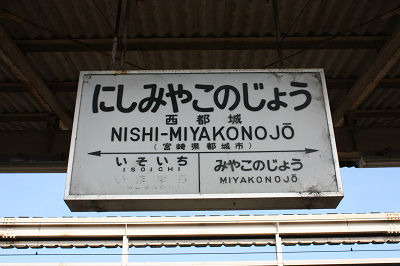 にしみやこのじょう
西都城
NISHI-MIYAKONOJŌ
(宮崎県都城市)
いそいち
ISOICHI
みやこのじょう
MIYAKONOJŌ